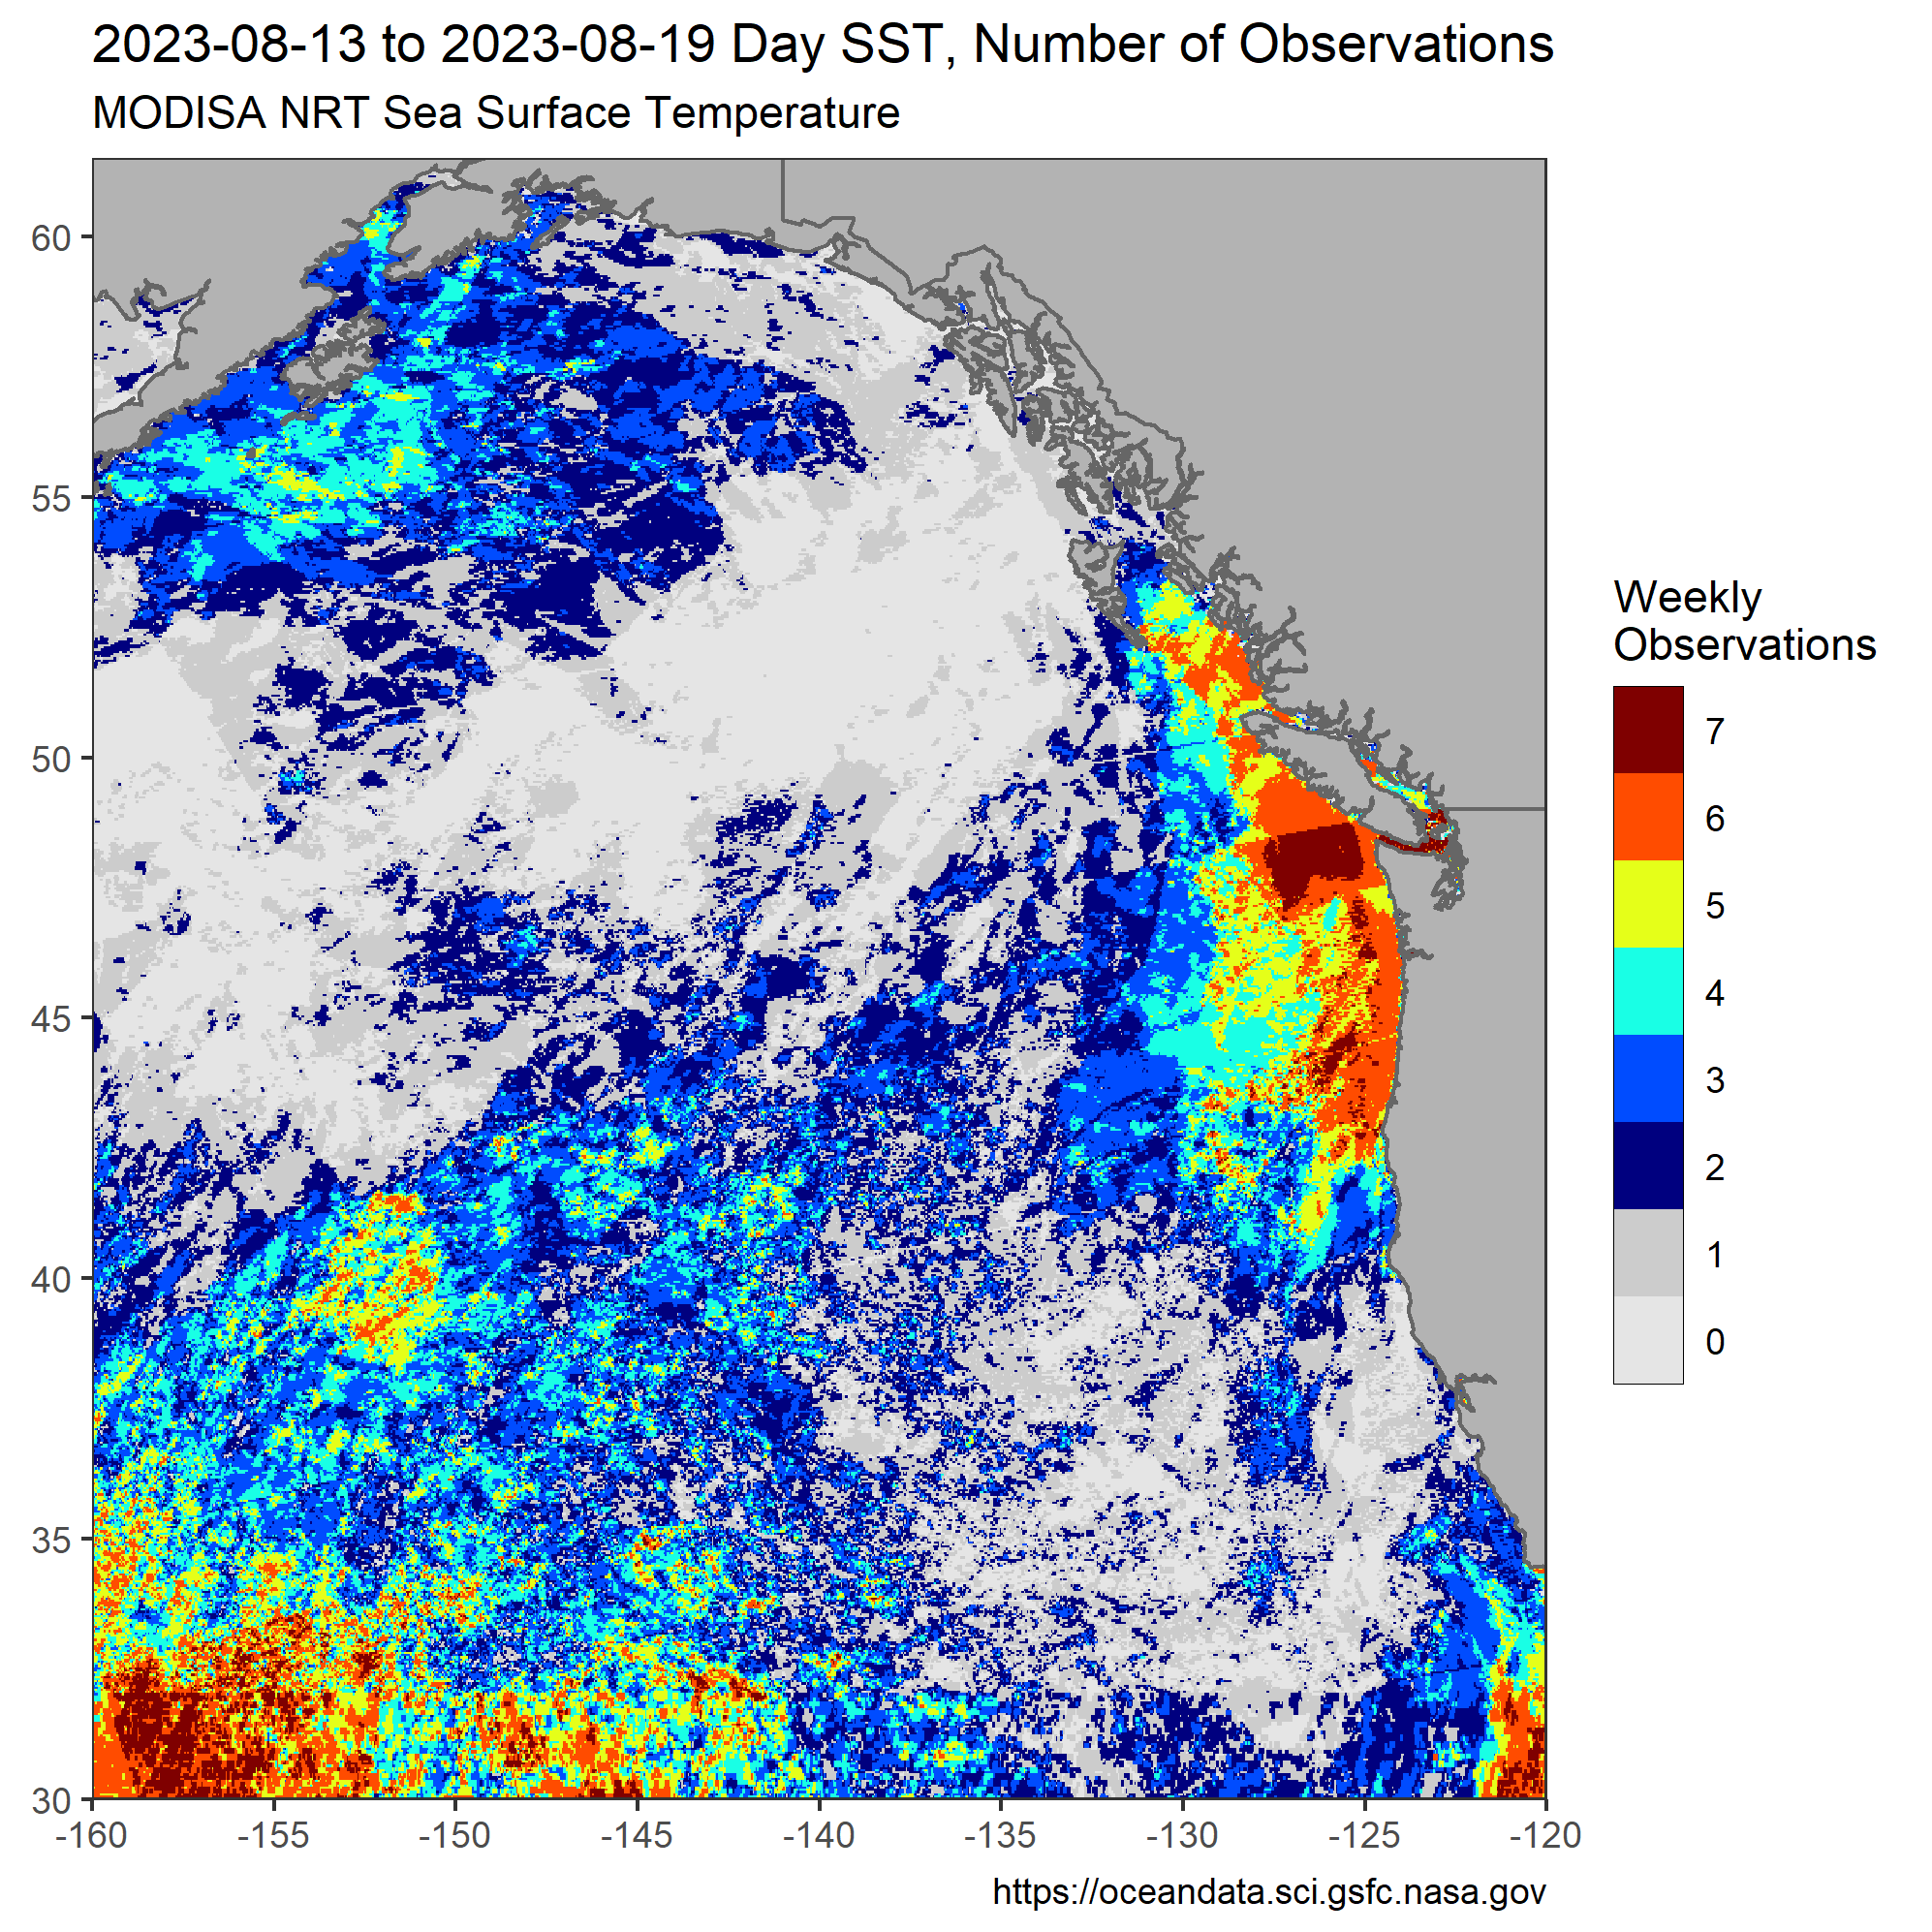 2023-08-13 to 2023-08-19 Day SST, Number of Observations
MODISA NRT Sea Surface Temperature
60
55
50
45
40
35
30
-160 -155 -150 -145 -140 -135 -130 -125 -120
Weekly
Observations
7
6
5
4
3
2
1
0
https://oceandata.sci.gsfc.nasa.gov